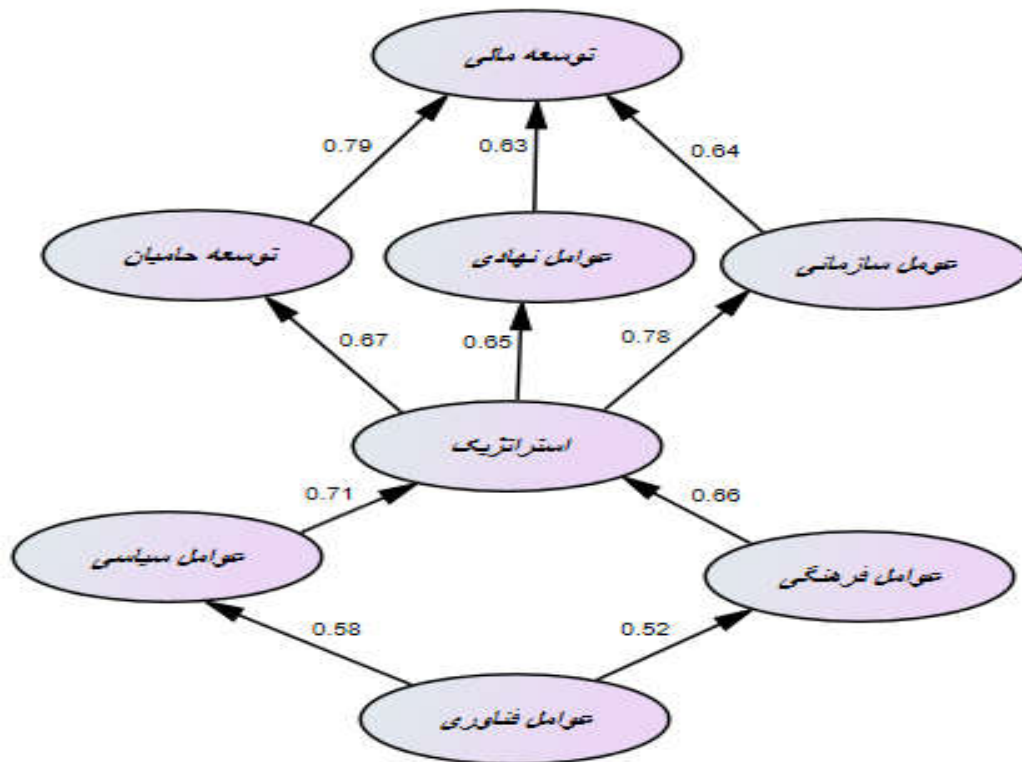 توسعه مالی
0.79
0.63
0.64
توسعه حامیان
عوامل نهادی
عومل سازمانی
0.67
0.65
0.78
استراتژیک
0.71
0.66
عوامل سیاسی
عوامل فرهنگی
0.58
0.52
عوامل فناوری